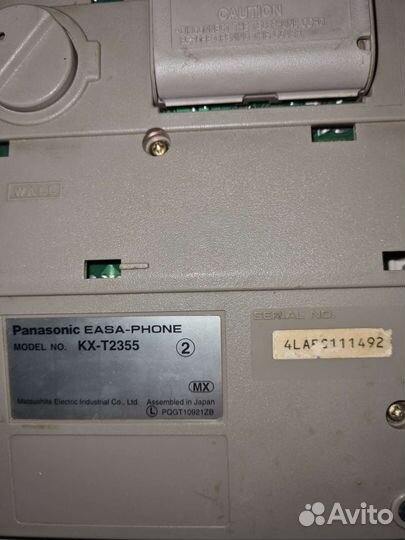 CAUTION
WALL
Panasonic EASA-PHONE
MODEL NO. KX-T2355 2
MX
Matsushita Electric Industrial Co., Ltd. Assembled in Japan
L PQGT10921ZB
SERIAL NO.
111492
Avito